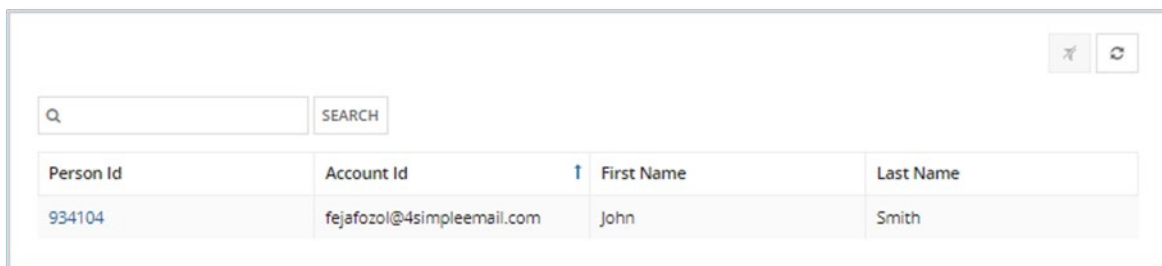 SEARCH
Person Id Account Id First Name Last Name
934104 fejafozol@4simpleemail.com John Smith